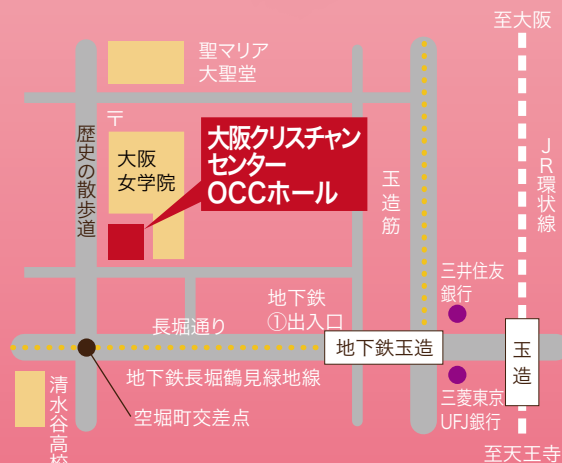 至大阪
聖マリア
大聖堂
〒
歴史の散歩道
大阪
女学院
大阪クリスチャン
センター
OCCホール
玉造筋
JR環状線
三井住友
銀行
地下鉄
①出入口
長堀通り
地下鉄玉造
玉造
地下鉄長堀鶴見緑地線
清水谷高校
空堀町交差点
三菱東京
UFJ銀行
至天王寺